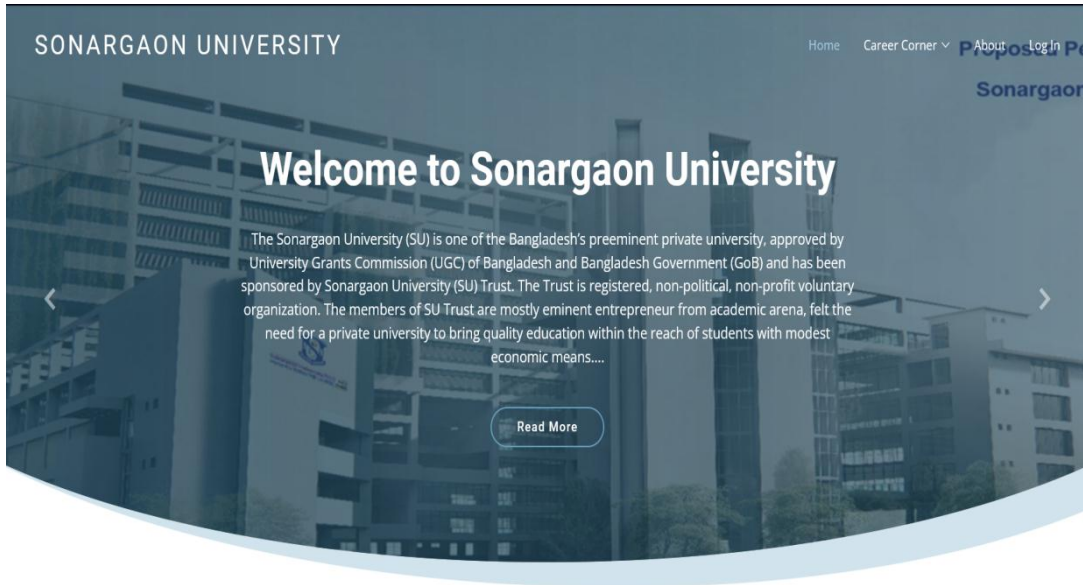 SONARGAON UNIVERSITY
Home Career Corner About Log In
Proposed Pe
Sonargaon
Welcome to Sonargaon University
The Sonargaon University (SU) is one of the Bangladesh's preeminent private university, approved by
University Grants Commission (UGC) of Bangladesh and Bangladesh Government (GoB) and has been
sponsored by Sonargaon University (SU) Trust. The Trust is registered, non-political, non-profit voluntary
organization. The members of SU Trust are mostly eminent entrepreneur from academic arena, felt the
need for a private university to bring quality education within the reach of students with modest
economic means....
Read More